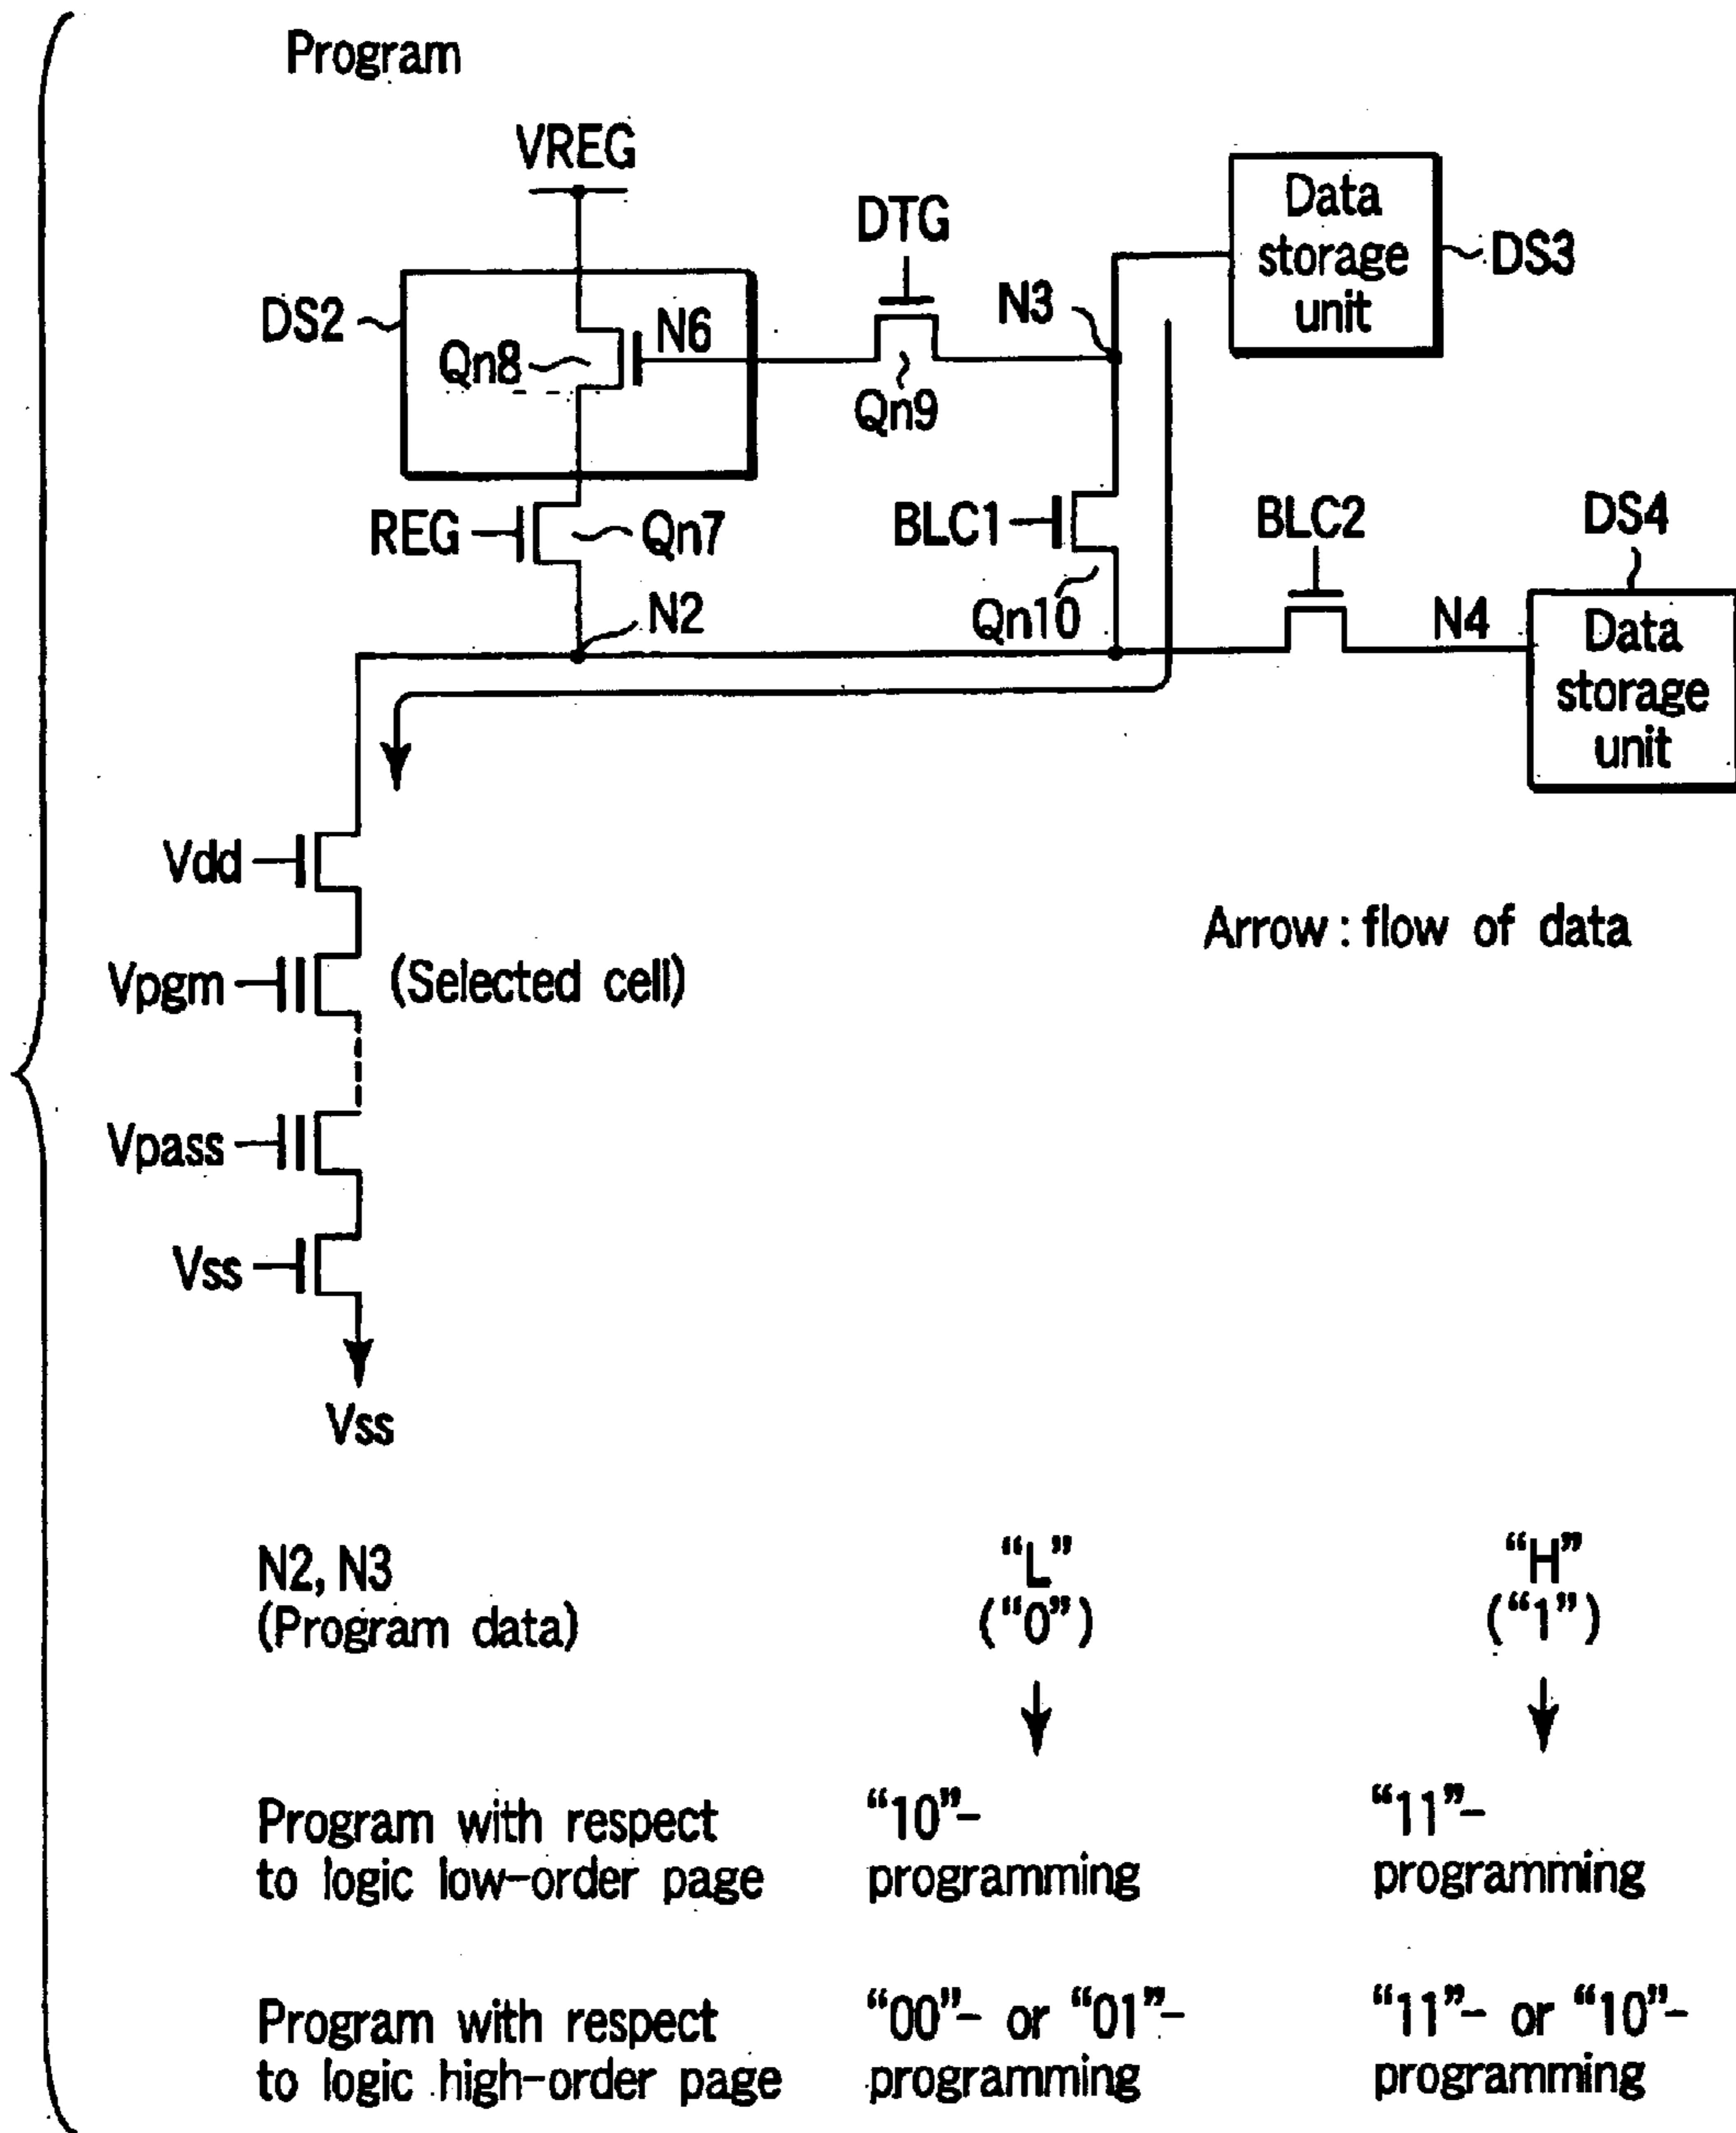 Program
VREG
DTG
Data
storage
unit
DS3
DS2
N6
N3
Qn8
Qn9
REG
Qn7
BLC1
BLC2
DS4
N2
Qn10
N4
Data
storage
unit
Vdd
Arrow : flow of data
Vpgm
(Selected cell)
Vpass
Vss
Vss
N2, N3
(Program data)
“L”
(“0”)
“H”
(“1”)
Program with respect
to logic low-order page
“10”-
programming
“11”-
programming
Program with respect
to logic high-order page
“00”- or “01”-
programming
“11”- or “10”-
programming